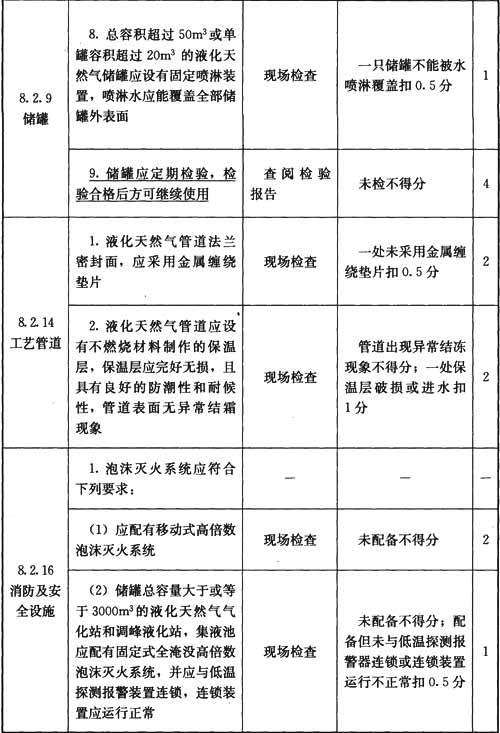 8.2.9
储罐
8. 总容积超过 50m³或单
罐容积超过 20m³ 的液化天
然气储罐应设有固定喷淋装
置，喷淋水应能覆盖全部储
罐外表面
现场检查
一只储罐不能被水
喷淋覆盖扣 0.5 分
1
9. 储罐应定期检验，检
验合格后方可继续使用
查阅检验
报告
未检不得分
4
8.2.14
工艺管道
1. 液化天然气管道法兰
密封面，应采用金属缠绕
垫片
现场检查
一处未采用金属缠
绕垫片扣 0.5 分
2
2. 液化天然气管道应设
有不燃烧材料制作的保温
层，保温层应完好无损，且
具有良好的防潮性和耐候
性，管道表面无异常结霜
现象
现场检查
管道出现异常结冻
现象不得分；一处保
温层破损或进水扣
1 分
2
8.2.16
消防及安
全设施
1. 泡沫灭火系统应符合
下列要求：
—
—
—
（1）应配有移动式高倍数
泡沫灭火系统
现场检查
未配备不得分
2
（2）储罐总容量大于或等
于 3000m³的液化天然气气
化站和调峰液化站，集液池
应配有固定式全淹没高倍数
泡沫灭火系统，并应与低温
探测报警装置连锁，连锁装
置应运行正常
现场检查
未配备不得分；配
备但未与低温探测报
警器连锁或连锁装置
运行不正常扣 0.5 分
1